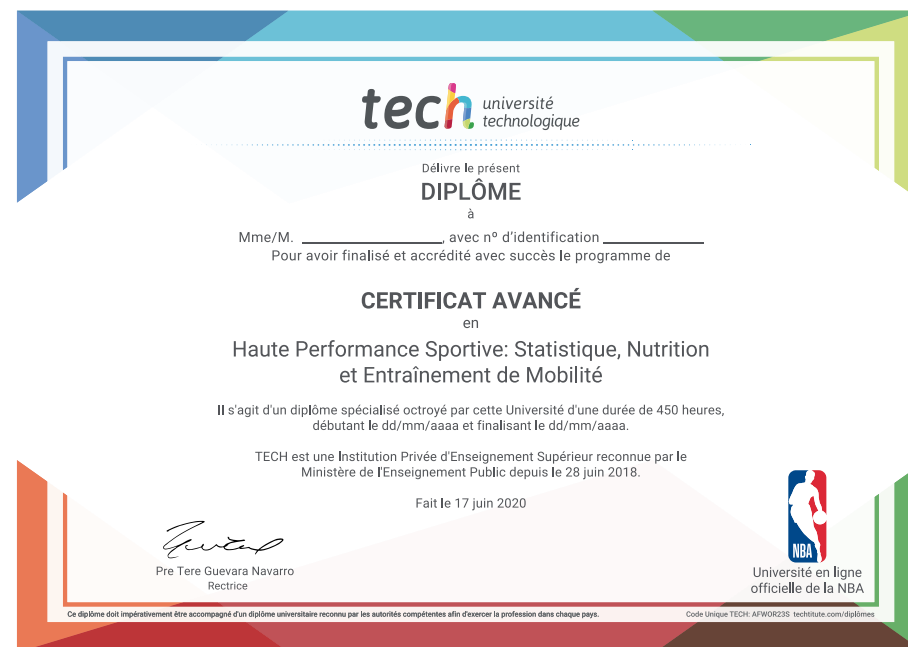 tech université
technologique
Délivre le présent
DIPLÔME
à
Mme/M. ____________________, avec nº d'identification ______________
Pour avoir finalisé et accrédité avec succès le programme de
CERTIFICAT AVANCÉ
en
Haute Performance Sportive: Statistique, Nutrition
et Entraînement de Mobilité
Il s'agit d'un diplôme spécialisé octroyé par cette Université d'une durée de 450 heures,
débutant le dd/mm/aaaa et finalisant le dd/mm/aaaa.
TECH est une Institution Privée d'Enseignement Supérieur reconnue par le
Ministère de l'Enseignement Public depuis le 28 juin 2018.
Fait le 17 juin 2020
Pre Tere Guevara Navarro
Rectrice
NBA
Université en ligne
officielle de la NBA
Ce diplôme doit impérativement être accompagné d'un diplôme universitaire reconnu par les autorités compétentes afin d'exercer la profession dans chaque pays.
Code Unique TECH: AFWOR23S techtitute.com/diplômes